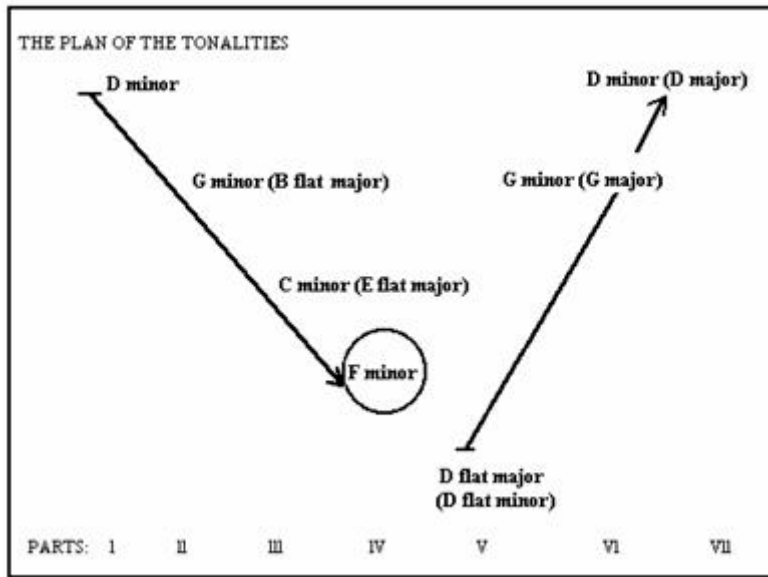 THE PLAN OF THE TONALITIES
D minor
D minor (D major)
G minor (B flat major)
G minor (G major)
C minor (E flat major)
F minor
D flat major
(D flat minor)
PARTS: I II III IV V VI VII